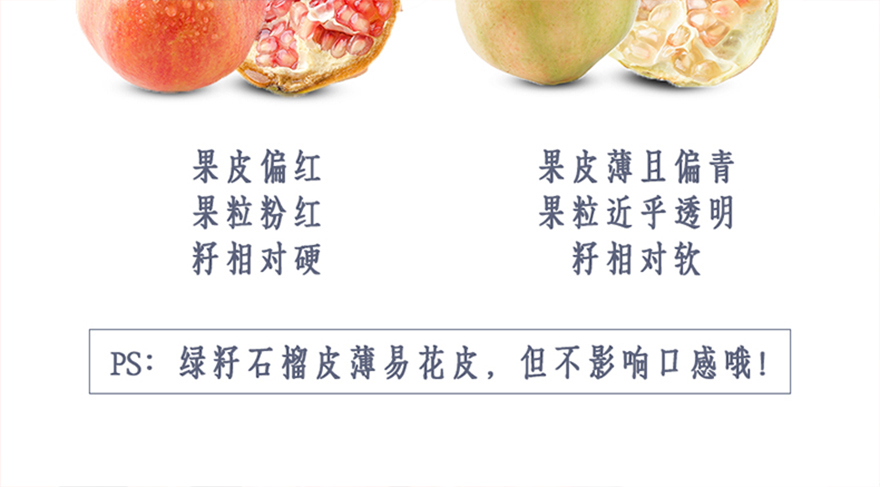 果皮偏红
果粒粉红
籽相对硬
果皮薄且偏青
果粒近乎透明
籽相对软
PS：绿籽石榴皮薄易花皮，但不影响口感哦！